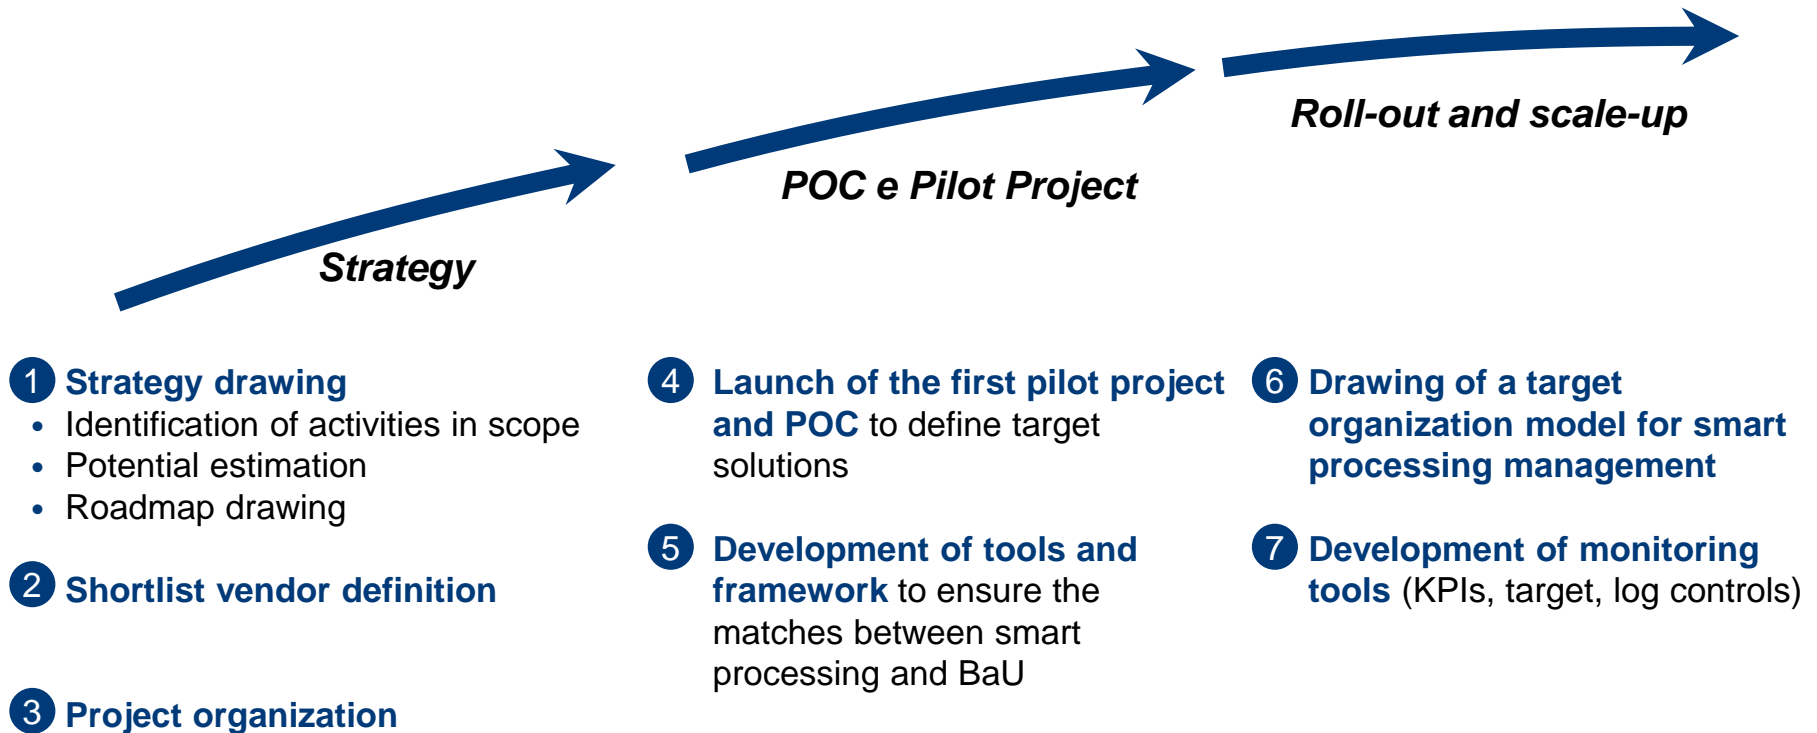 Strategy
POC e Pilot Project
Roll-out and scale-up
1 Strategy drawing
• Identification of activities in scope
• Potential estimation
• Roadmap drawing
2 Shortlist vendor definition
3 Project organization
4 Launch of the first pilot project
and POC to define target
solutions
5 Development of tools and
framework to ensure the
matches between smart
processing and BaU
6 Drawing of a target
organization model for smart
processing management
7 Development of monitoring
tools (KPIs, target, log controls)